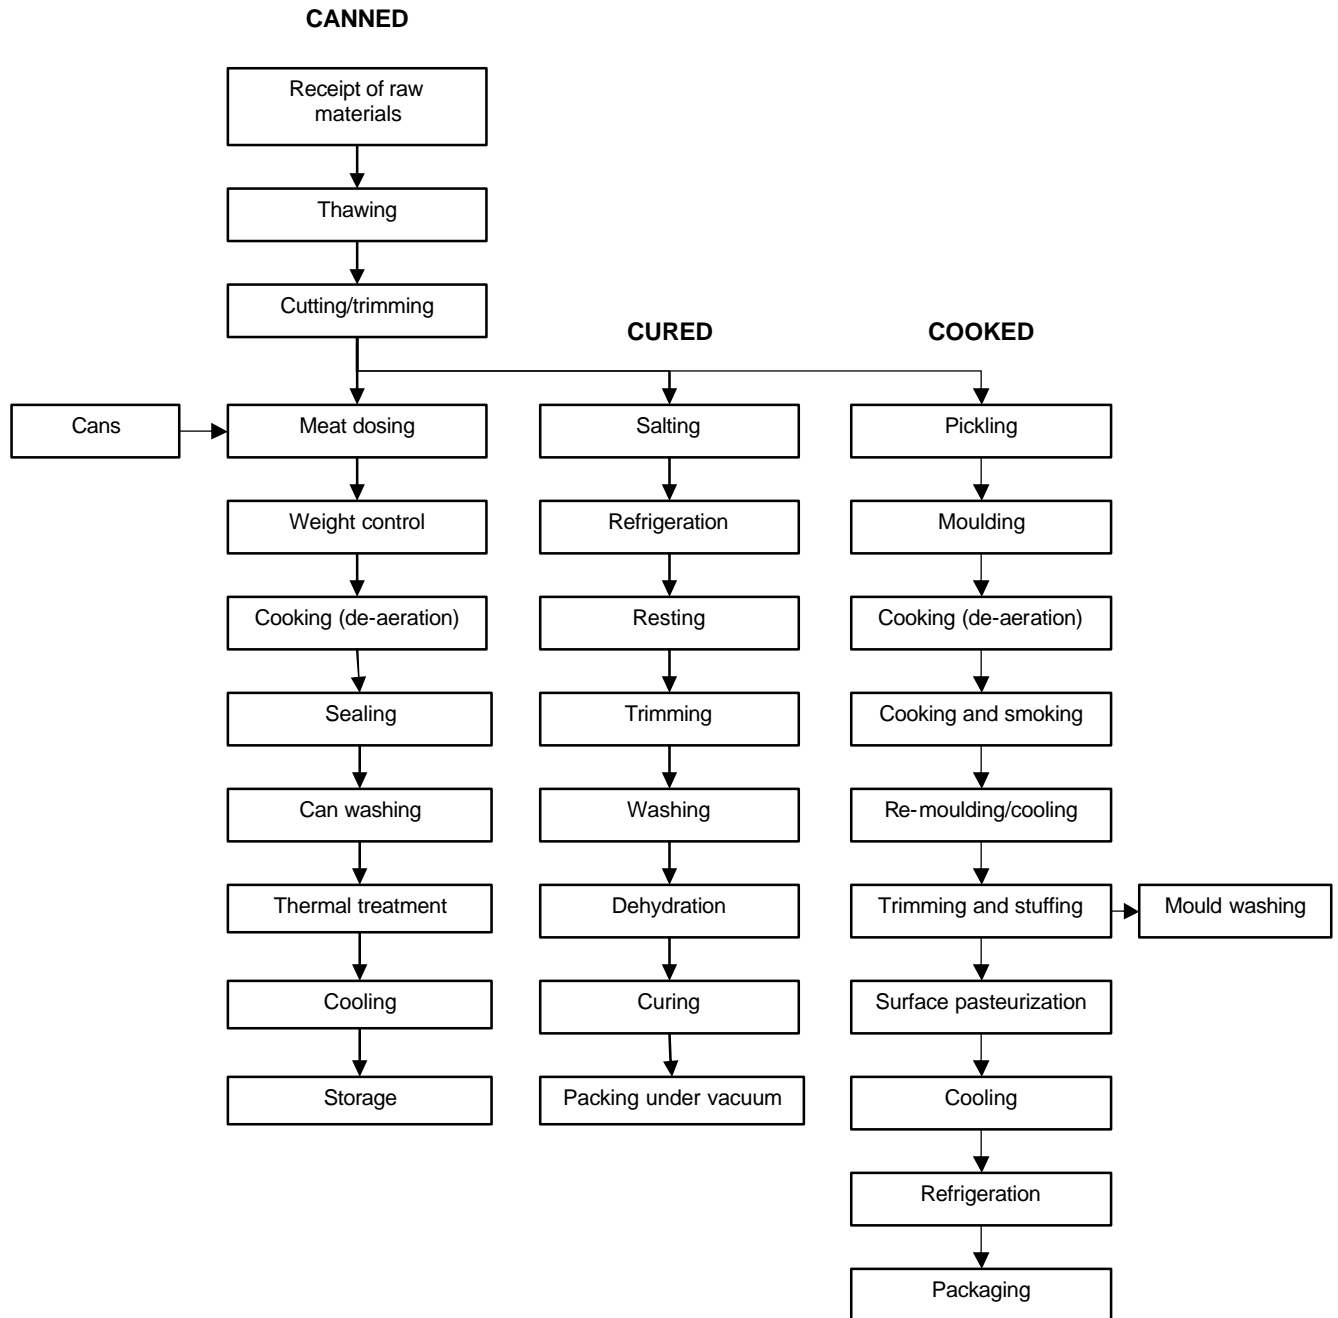 CANNED
Receipt of raw
materials
Thawing
Cutting/trimming
CURED
COOKED
Cans
Meat dosing
Salting
Pickling
Weight control
Refrigeration
Moulding
Cooking (de-aeration)
Resting
Cooking (de-aeration)
Sealing
Trimming
Cooking and smoking
Can washing
Washing
Re-moulding/cooling
Thermal treatment
Dehydration
Trimming and stuffing
Mould washing
Cooling
Curing
Surface pasteurization
Storage
Packing under vacuum
Cooling
Refrigeration
Packaging